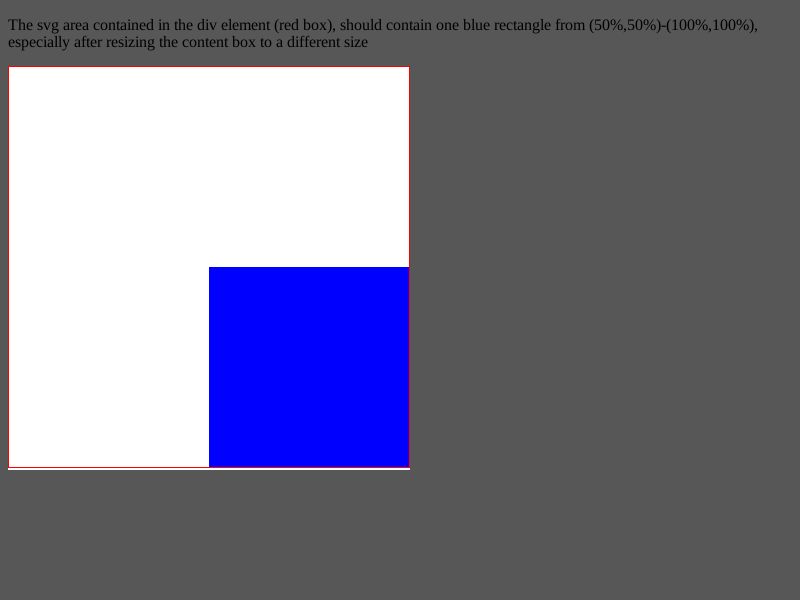 The svg area contained in the div element (red box), should contain one blue rectangle from (50%,50%)-(100%,100%),
especially after resizing the content box to a different size